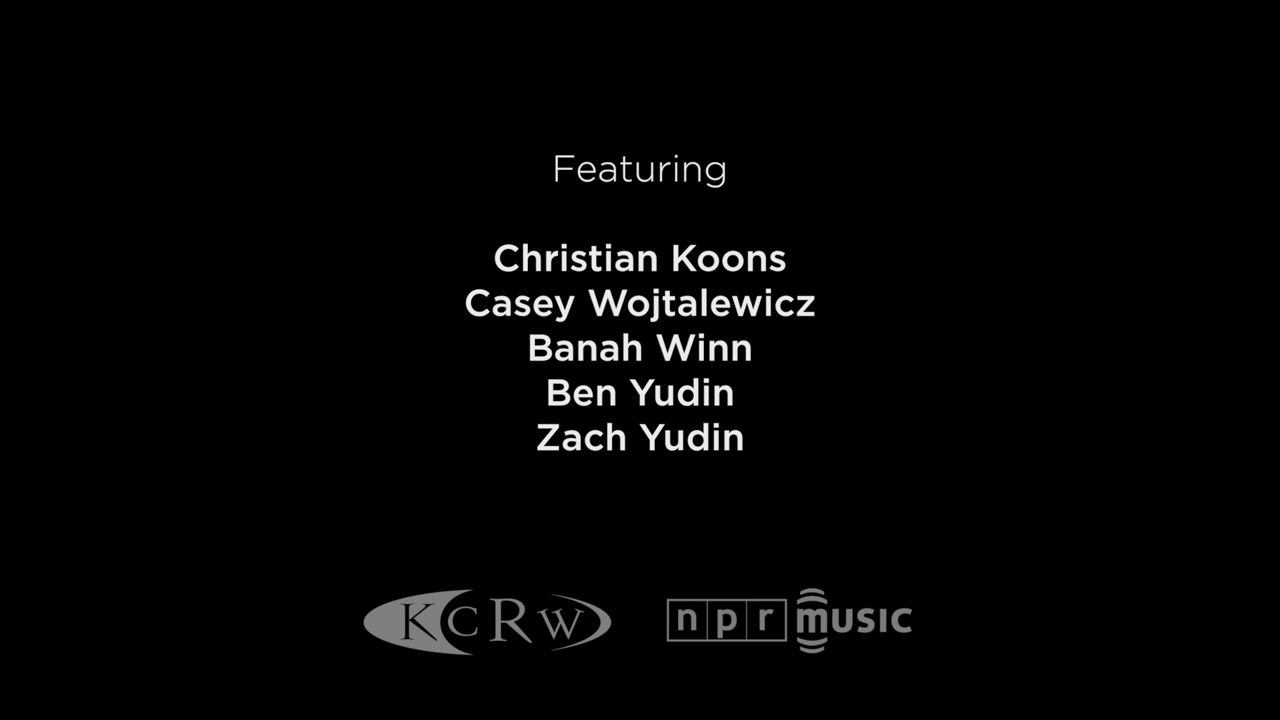 Featuring
Christian Koons
Casey Wojtalewicz
Banah Winn
Ben Yudin
Zach Yudin
KCRW
npr music